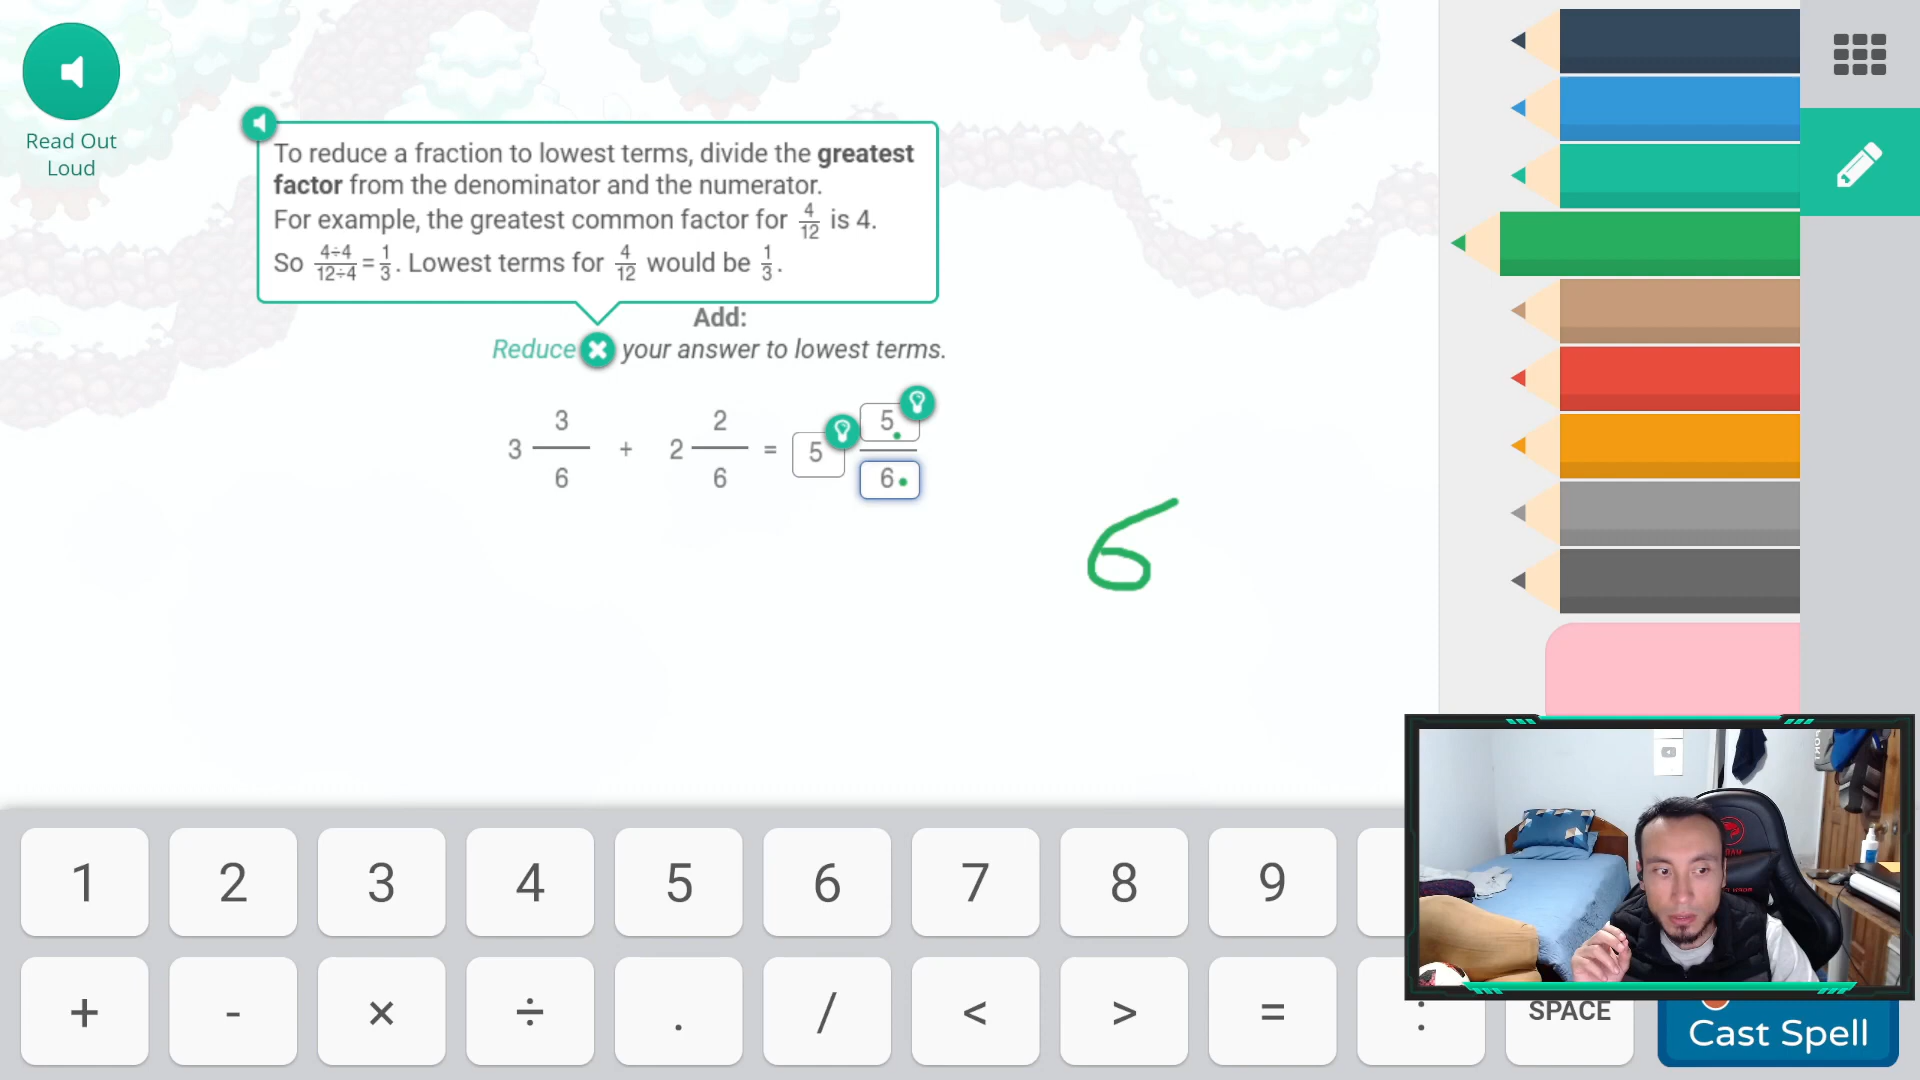 Read Out
Loud
To reduce a fraction to lowest terms, divide the greatest
factor from the denominator and the numerator.
For example, the greatest common factor for 4/12 is 4.
So 4÷4/12÷4 = 1/3. Lowest terms for 4/12 would be 1/3.
Add:
Reduce your answer to lowest terms.
3 3/6 + 2 2/6 = 5 5/6
6
1 2 3 4 5 6 7 8 9
+ - × ÷ . / < > = : SPACE
Cast Spell